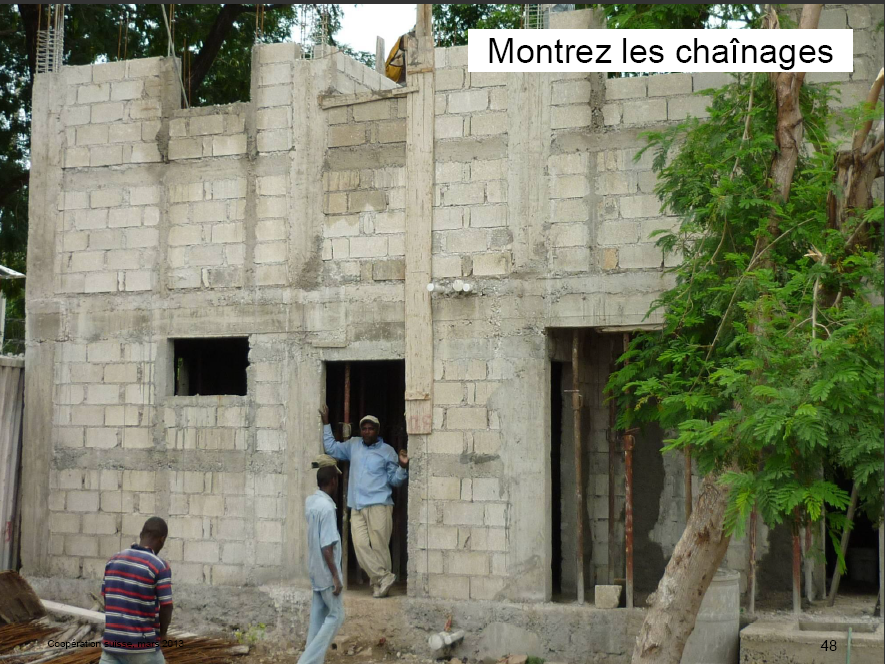 Montrez les chaînages
Coopération suisse, mars 2013
48